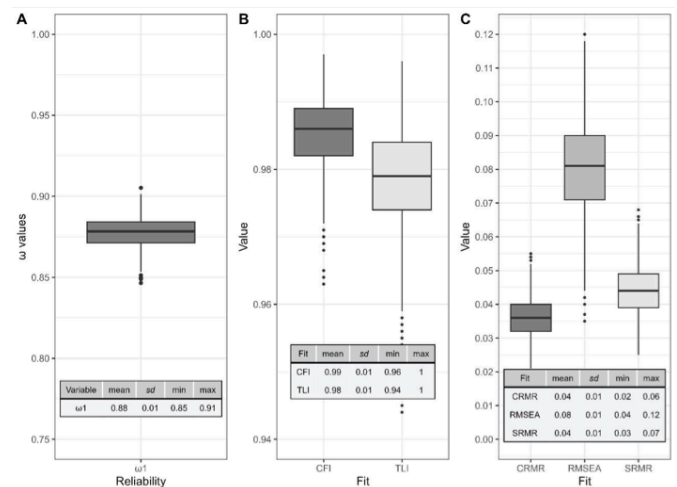 A
B
C
1.00
0.95
0.90
0.85
0.80
0.75
ω values
Variable mean sd min max
ω1 0.88 0.01 0.85 0.91
ω1
Reliability
1.00
0.98
0.96
0.94
Value
Fit mean sd min max
CFI 0.99 0.01 0.96 1
TLI 0.98 0.01 0.94 1
CFI TLI
Fit
0.12
0.11
0.10
0.09
0.08
0.07
0.06
0.05
0.04
0.03
0.02
0.01
0.00
Value
Fit mean sd min max
CRMR 0.04 0.01 0.02 0.06
RMSEA 0.08 0.01 0.04 0.12
SRMR 0.04 0.01 0.03 0.07
CRMR RMSEA SRMR
Fit